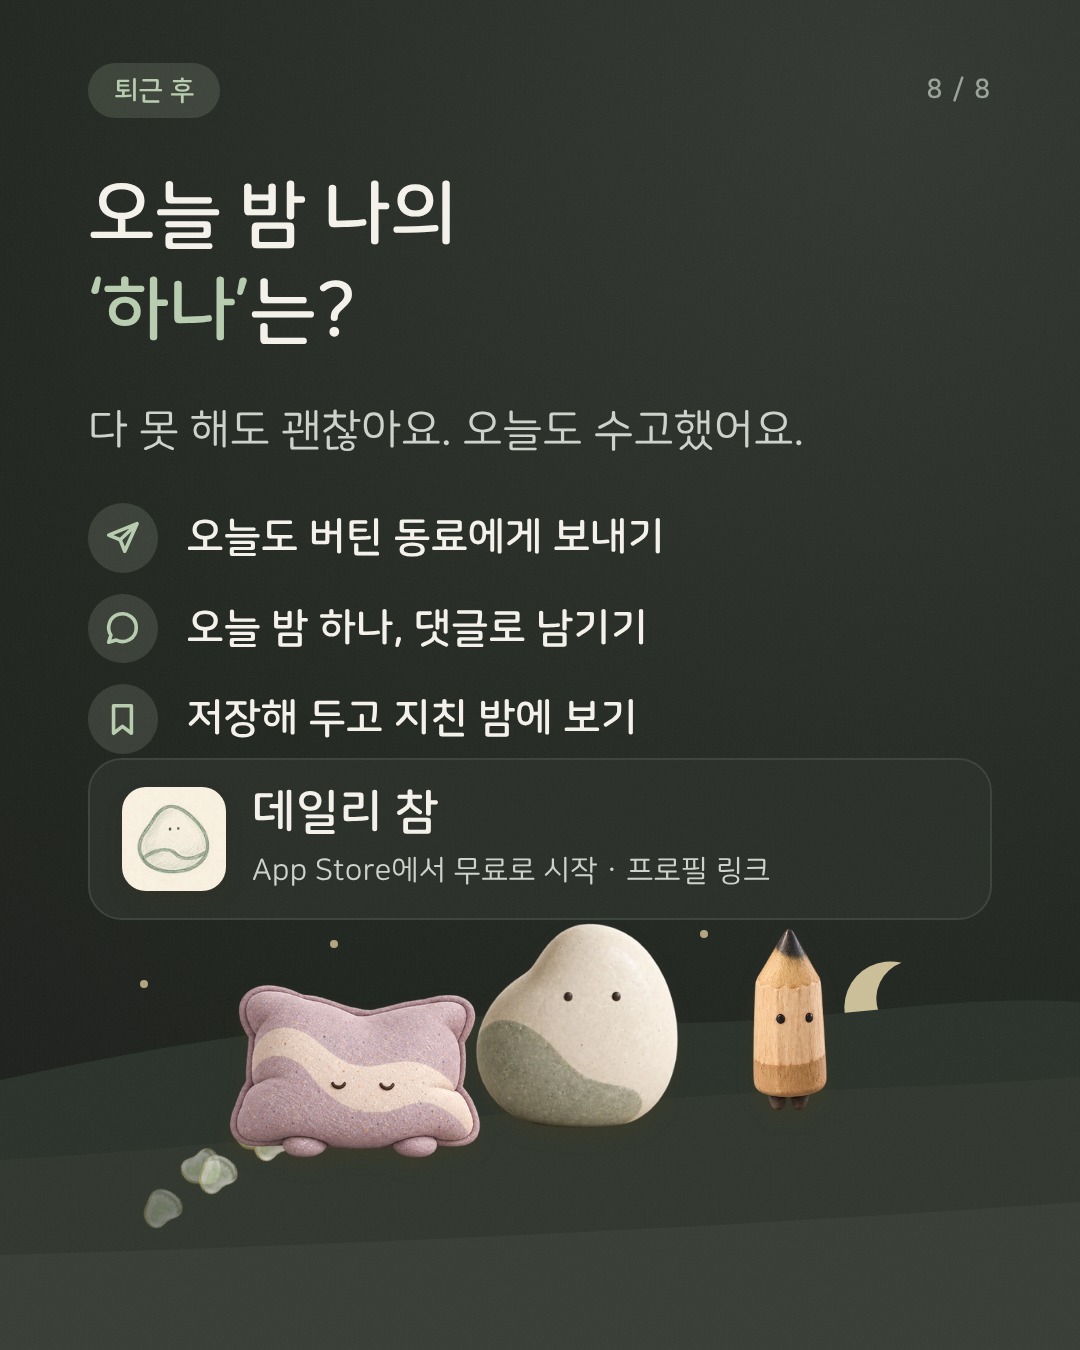 퇴근 후
8 / 8
오늘 밤 나의
‘하나’는?
다 못 해도 괜찮아요. 오늘도 수고했어요.
오늘도 버틴 동료에게 보내기
오늘 밤 하나, 댓글로 남기기
저장해 두고 지친 밤에 보기
데일리 참
App Store에서 무료로 시작 · 프로필 링크